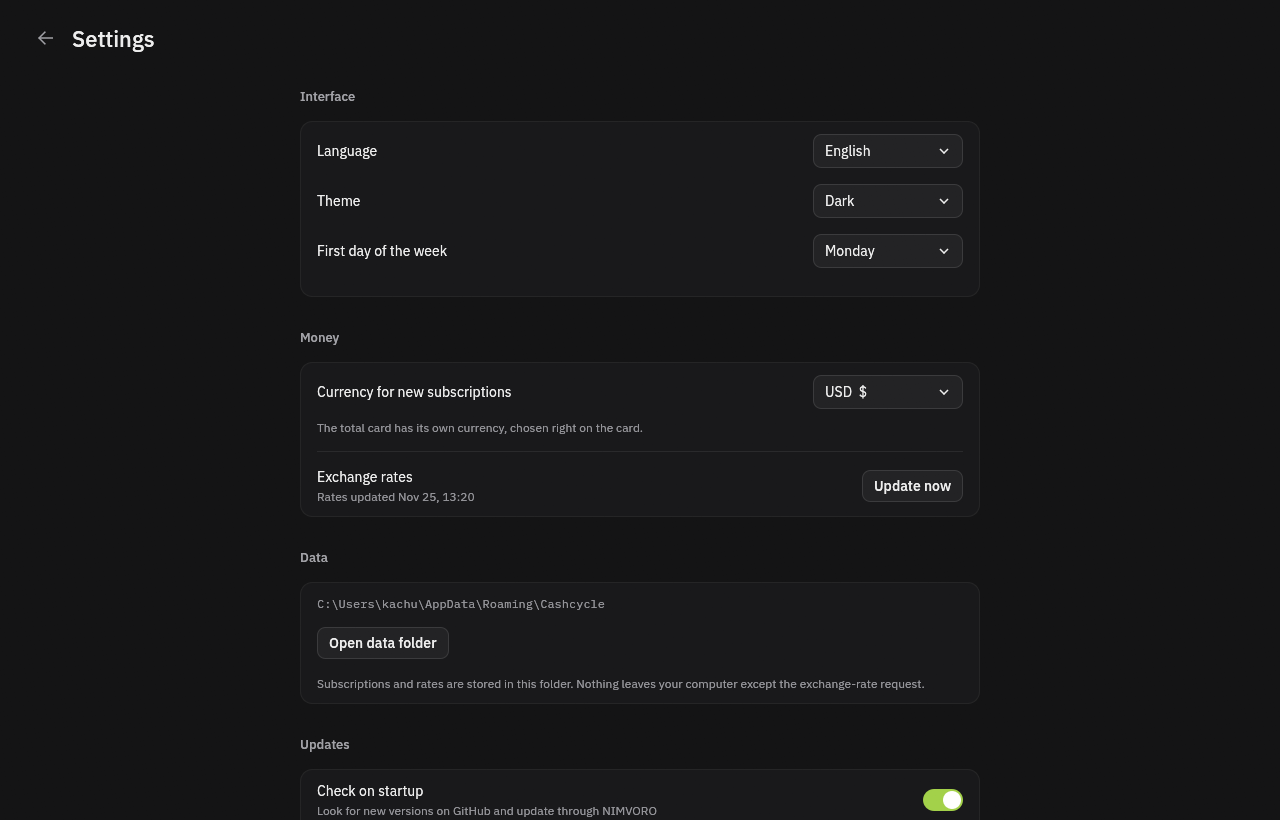 Settings
Interface
Language
English
Theme
Dark
First day of the week
Monday
Money
Currency for new subscriptions
USD $
The total card has its own currency, chosen right on the card.
Exchange rates
Rates updated Nov 25, 13:20
Update now
Data
C:\Users\kachu\AppData\Roaming\Cashcycle
Open data folder
Subscriptions and rates are stored in this folder. Nothing leaves your computer except the exchange-rate request.
Updates
Check on startup
Look for new versions on GitHub and update through NIMVORO